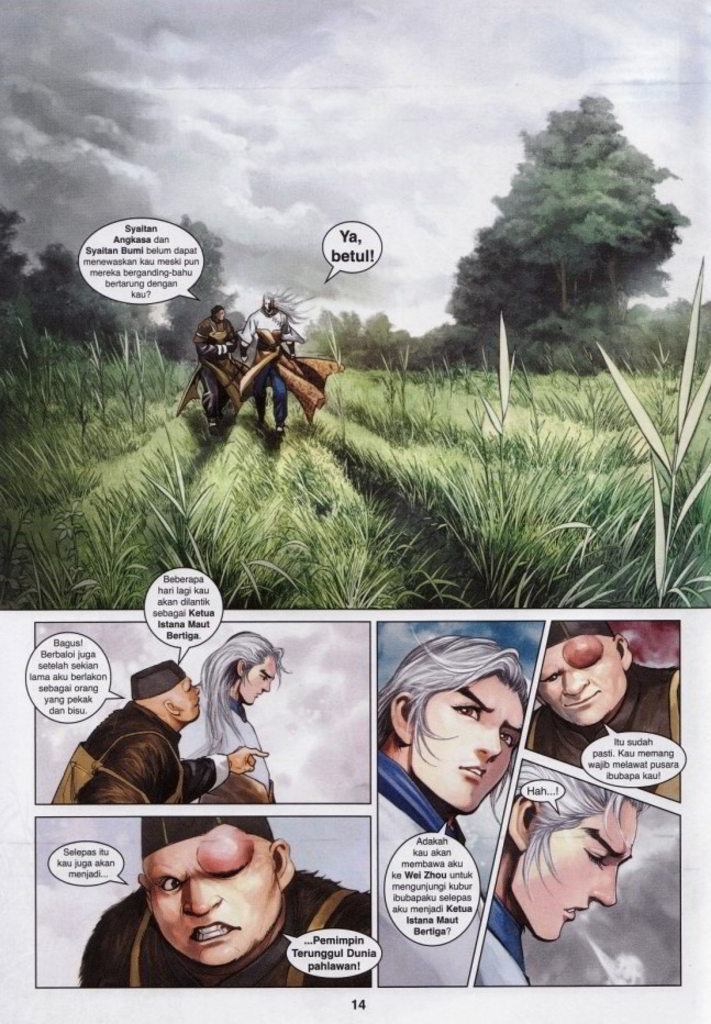 Syaitan
Angkasa dan
Syaitan Bumi belum dapat
menewaskan kau meski pun
mereka berganding-bahu
bertarung dengan
kau?
Ya,
betul!
Beberapa
hari lagi kau
akan dilantik
sebagai Ketua
Istana Maut
Bertiga.
Bagus!
Berbaloi juga
setelah sekian
lama aku berlakon
sebagai orang
yang pekak
dan bisu.
Selepas itu
kau juga akan
menjadi...
...Pemimpin
Terunggul Dunia
pahlawan!
Adakah
kau akan
membawa aku
ke Wei Zhou untuk
mengunjungi kubur
ibubapaku selepas
aku menjadi Ketua
Istana Maut
Bertiga?
Itu sudah
pasti. Kau memang
wajib melawat pusara
ibubapa kau!
Hah...!
14